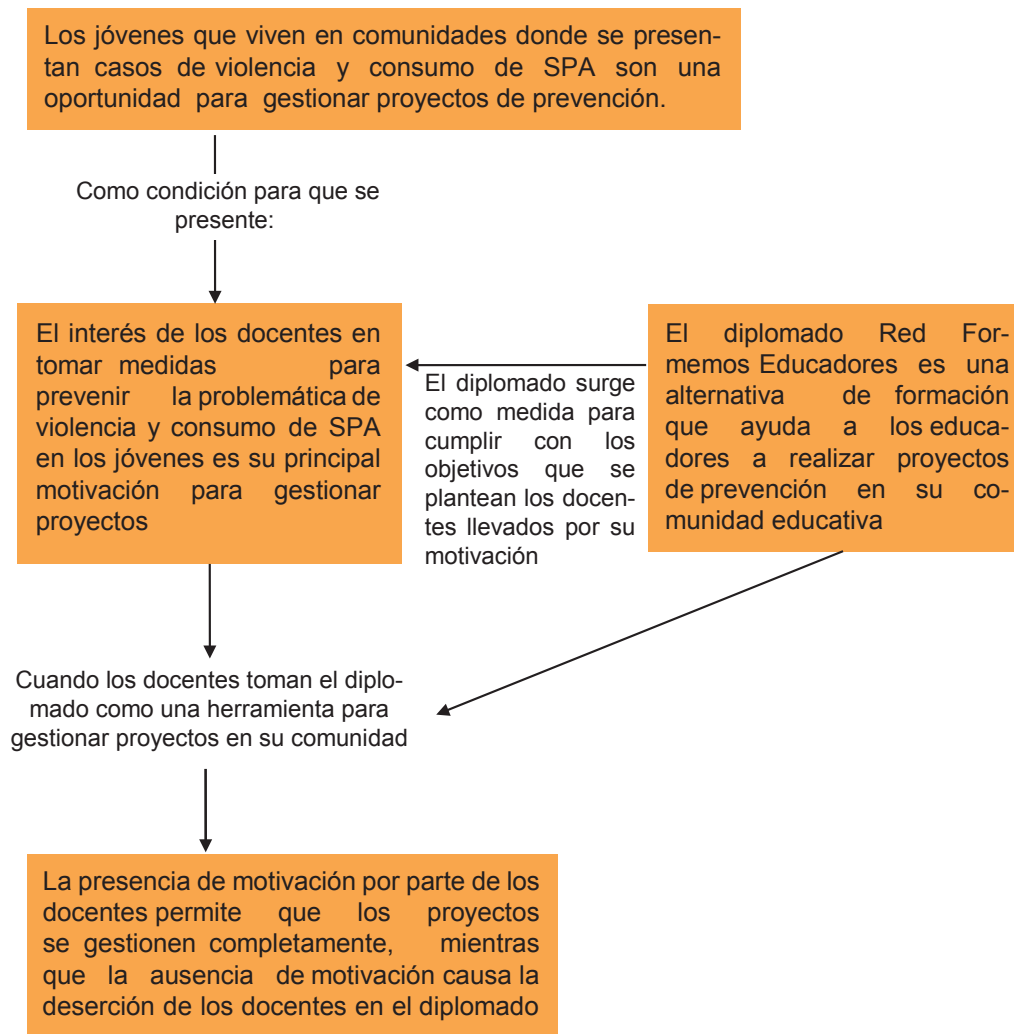 Los jóvenes que viven en comunidades donde se presen-
tan casos de violencia y consumo de SPA son una
oportunidad para gestionar proyectos de prevención.
Como condición para que se
presente:
El interés de los docentes en
tomar medidas para
prevenir la problemática de
violencia y consumo de SPA
en los jóvenes es su principal
motivación para gestionar
proyectos
El diplomado surge
como medida para
cumplir con los
objetivos que se
plantean los docen-
tes llevados por su
motivación
El diplomado Red For-
memos Educadores es una
alternativa de formación
que ayuda a los educa-
dores a realizar proyectos
de prevención en su co-
munidad educativa
Cuando los docentes toman el diplo-
mado como una herramienta para
gestionar proyectos en su comunidad
La presencia de motivación por parte de los
docentes permite que los proyectos
se gestionen completamente, mientras
que la ausencia de motivación causa la
deserción de los docentes en el diplomado